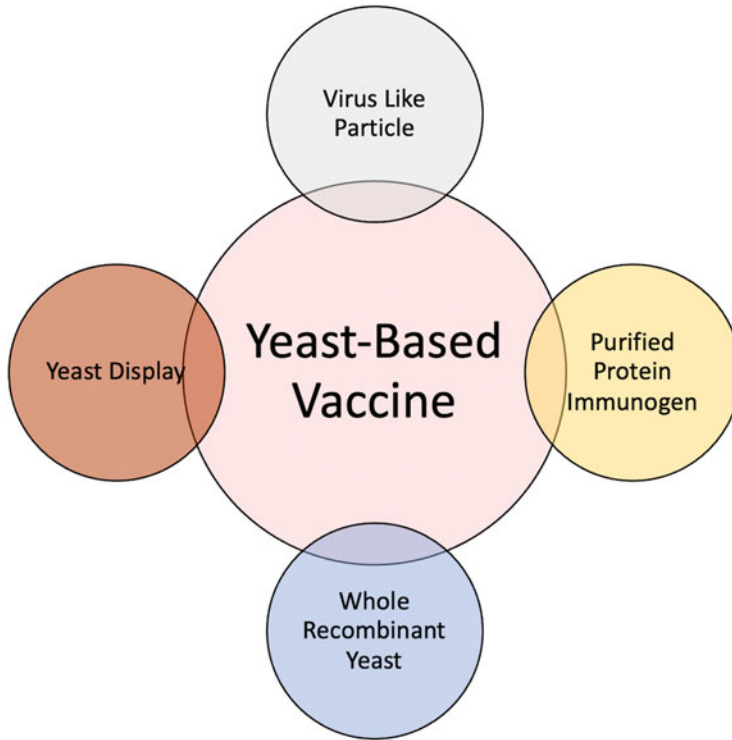 Virus Like
Particle
Yeast Display
Yeast-Based
Vaccine
Purified
Protein
Immunogen
Whole
Recombinant
Yeast